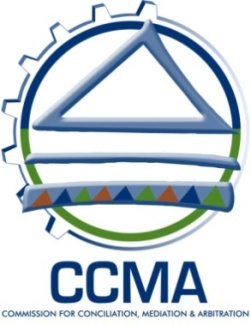 CCMA
COMMISSION FOR CONCILIATION, MEDIATION & ARBITRATION